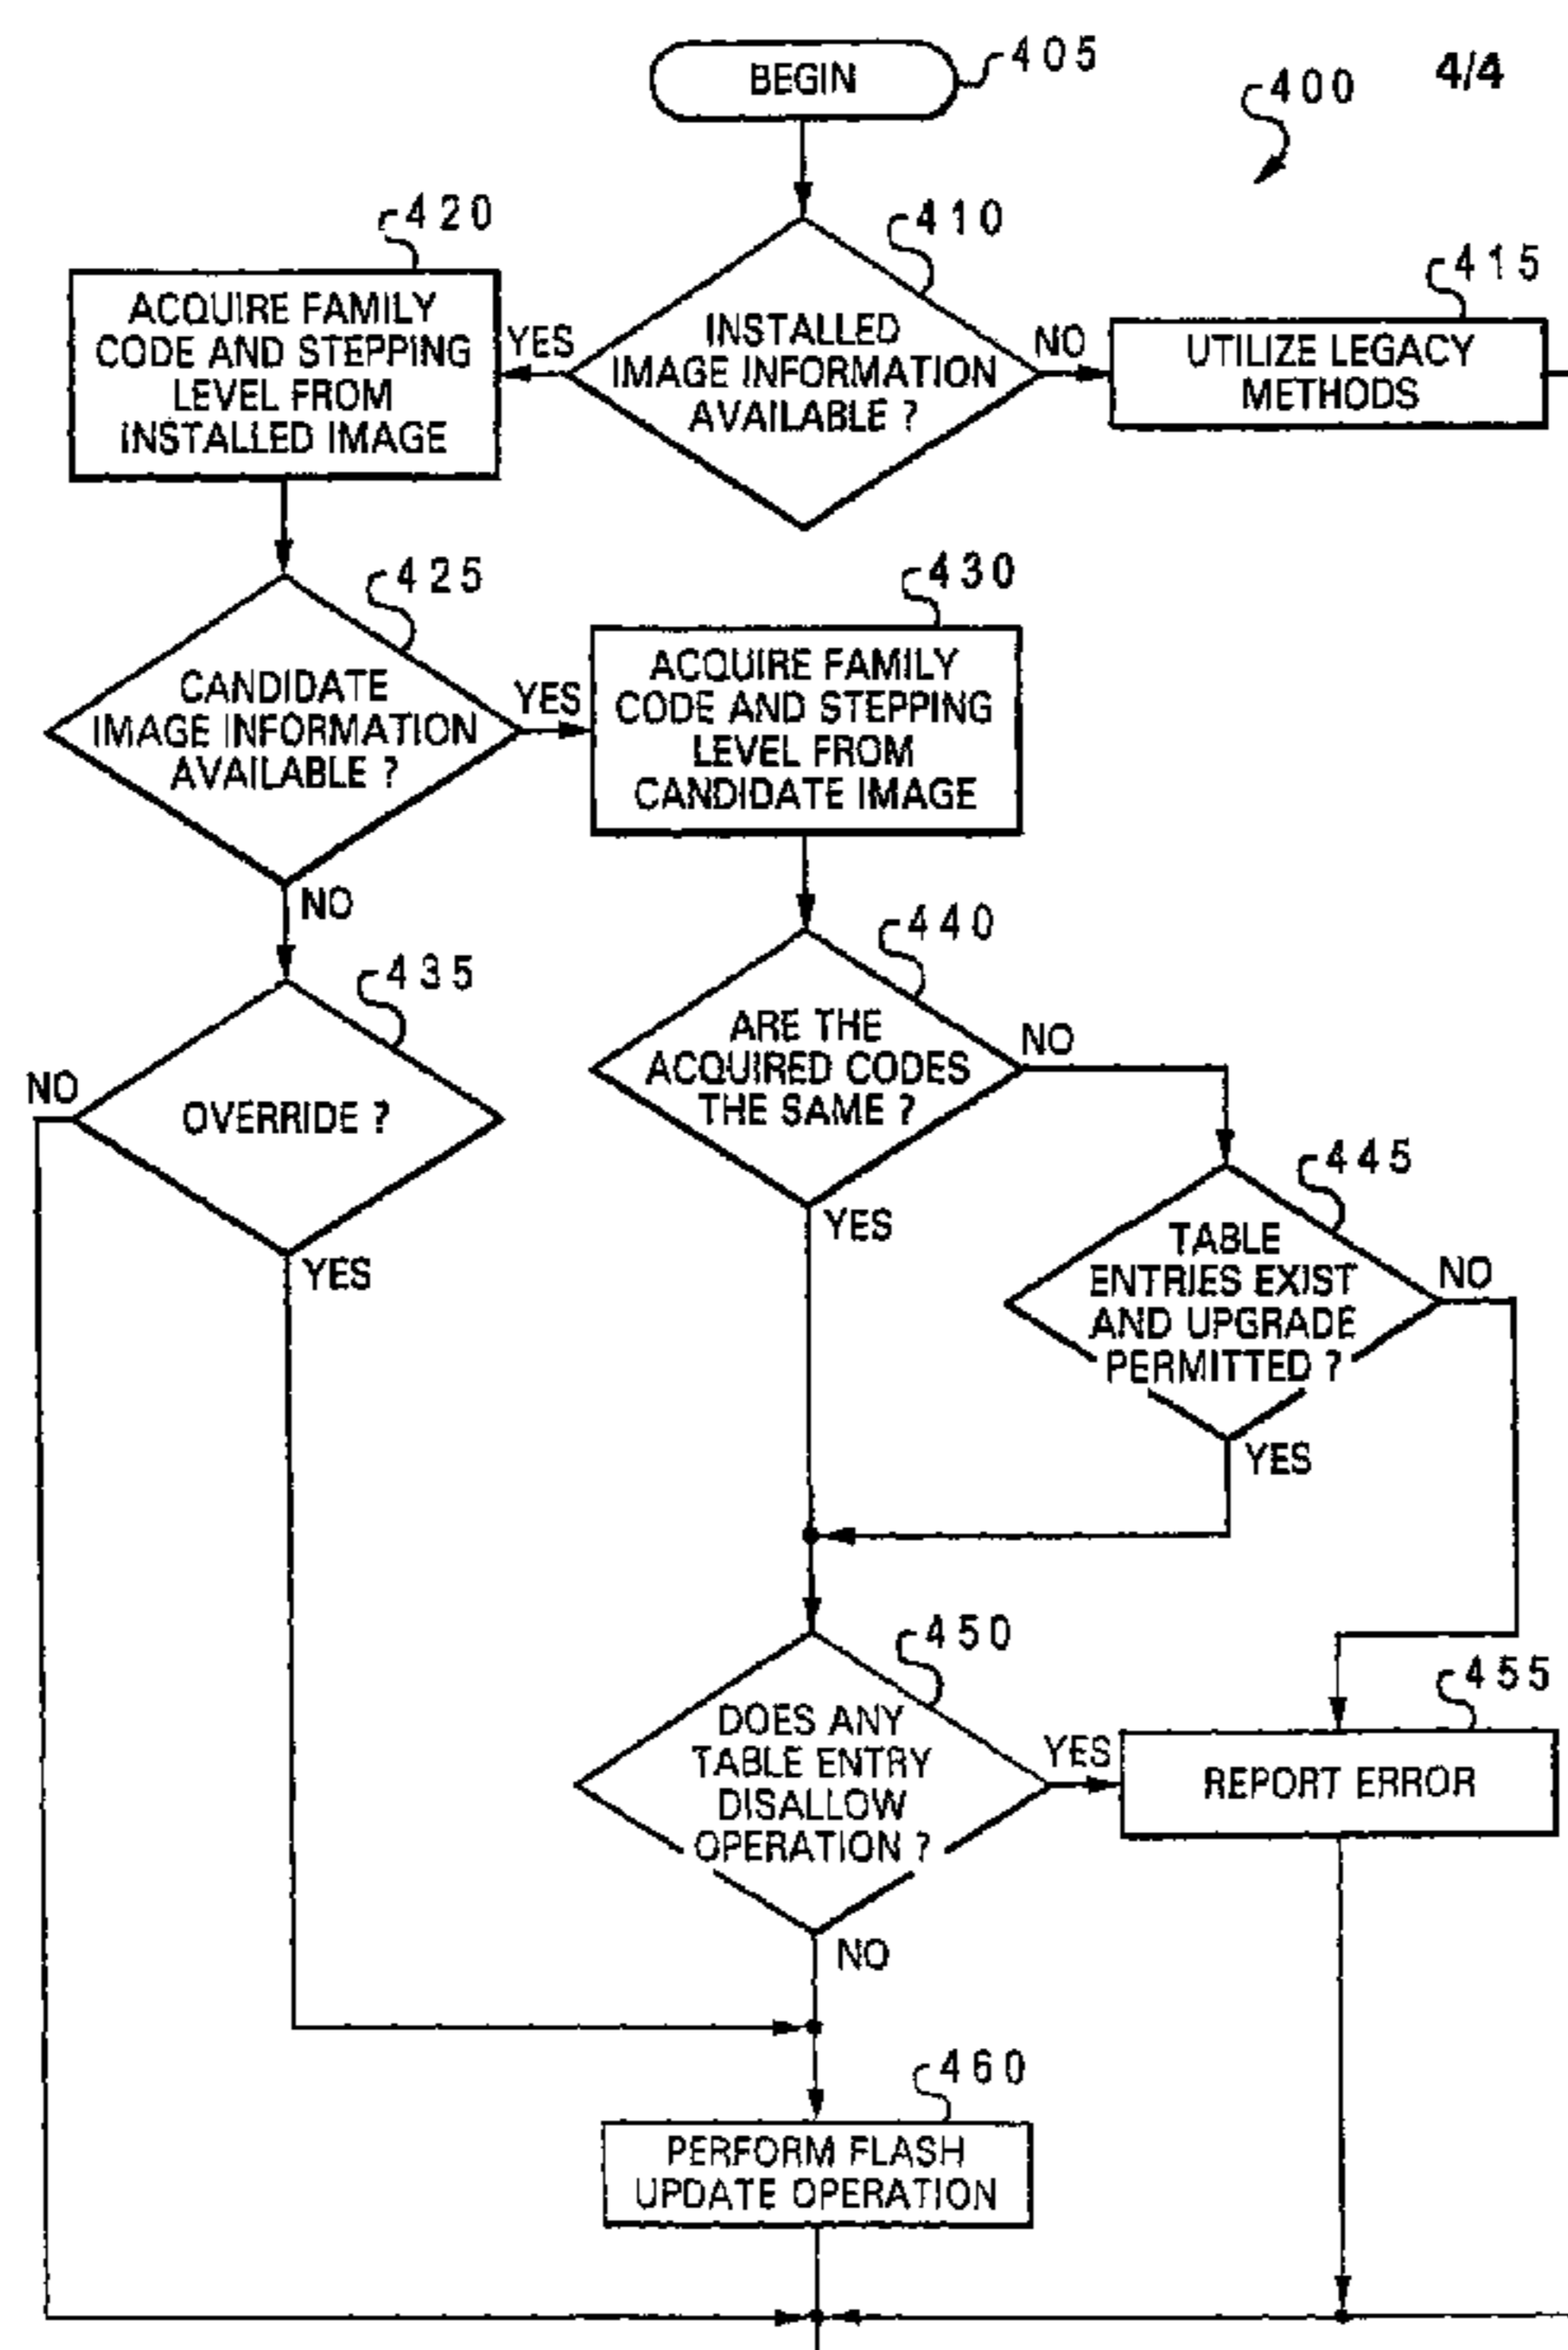 BEGIN
405
400
4/4
420
410
415
ACQUIRE FAMILY
CODE AND STEPPING
LEVEL FROM
INSTALLED IMAGE
YES
INSTALLED
IMAGE INFORMATION
AVAILABLE ?
NO
UTILIZE LEGACY
METHODS
425
430
CANDIDATE
IMAGE INFORMATION
AVAILABLE ?
YES
ACQUIRE FAMILY
CODE AND STEPPING
LEVEL FROM
CANDIDATE IMAGE
NO
435
440
NO
OVERRIDE ?
YES
ARE THE
ACQUIRED CODES
THE SAME ?
NO
YES
445
TABLE
ENTRIES EXIST
AND UPGRADE
PERMITTED ?
NO
YES
450
455
DOES ANY
TABLE ENTRY
DISALLOW
OPERATION ?
YES
REPORT ERROR
NO
460
PERFORM FLASH
UPDATE OPERATION